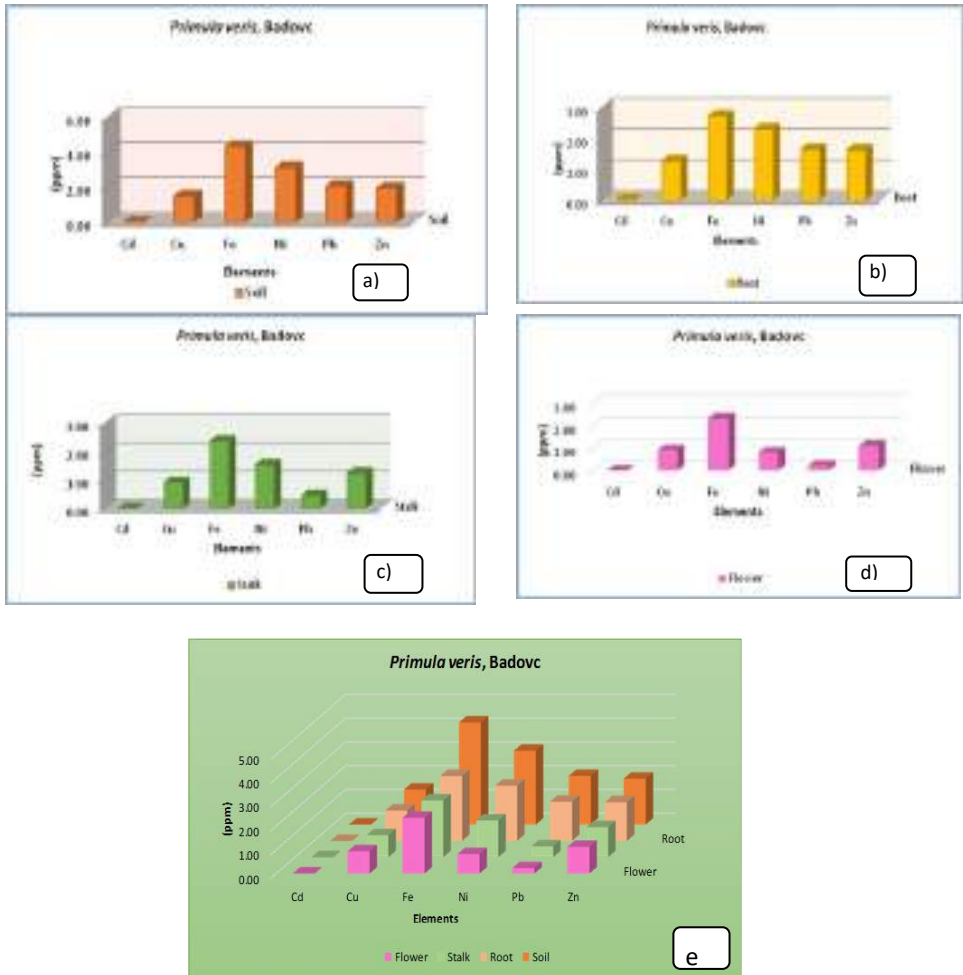 Primula veris, Badovc
6.00
4.00
2.00
0.00
(ppm)
Cd
Cu
Fe
Ni
Pb
Zn
Soil
Elements
Soil
a)
Primula veris, Badovc
3.00
2.00
1.00
0.00
(ppm)
Cd
Cu
Fe
Ni
Pb
Zn
Root
Elements
Root
b)
Primula veris, Badovc
3.00
2.00
1.00
0.00
(ppm)
Cd
Cu
Fe
Ni
Pb
Zn
Stalk
Elements
Stalk
c)
Primula veris, Badovc
3.00
2.00
1.00
0.00
(ppm)
Cd
Cu
Fe
Ni
Pb
Zn
Flower
Elements
Flower
d)
Primula veris, Badovc
5.00
4.00
3.00
2.00
1.00
0.00
(ppm)
Cd
Cu
Fe
Ni
Pb
Zn
Root
Flower
Elements
Flower Stalk Root Soil
e